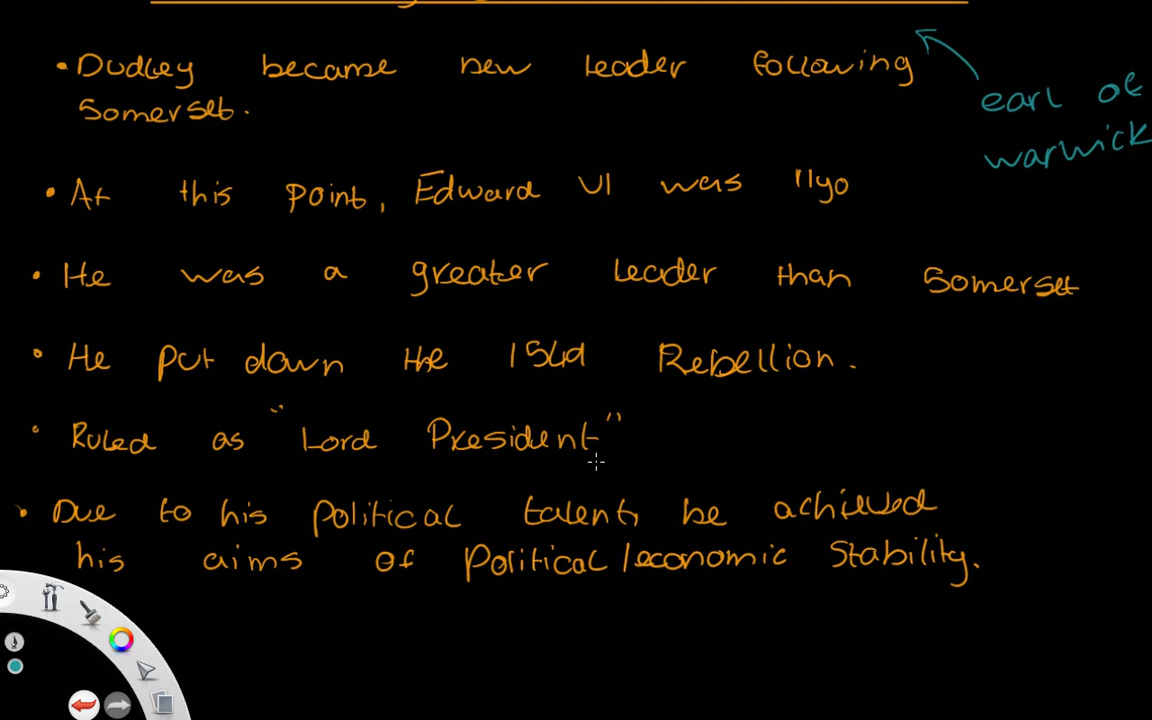 • Dudley became new leader following
Somerset.
earl of
warwick
• At this point, Edward VI was 11yo
• He was a greater leader than Somerset
• He put down the 1549 Rebellion.
• Ruled as "Lord President"
• Due to his political talent, he achieved
his aims of Political/economic Stability.